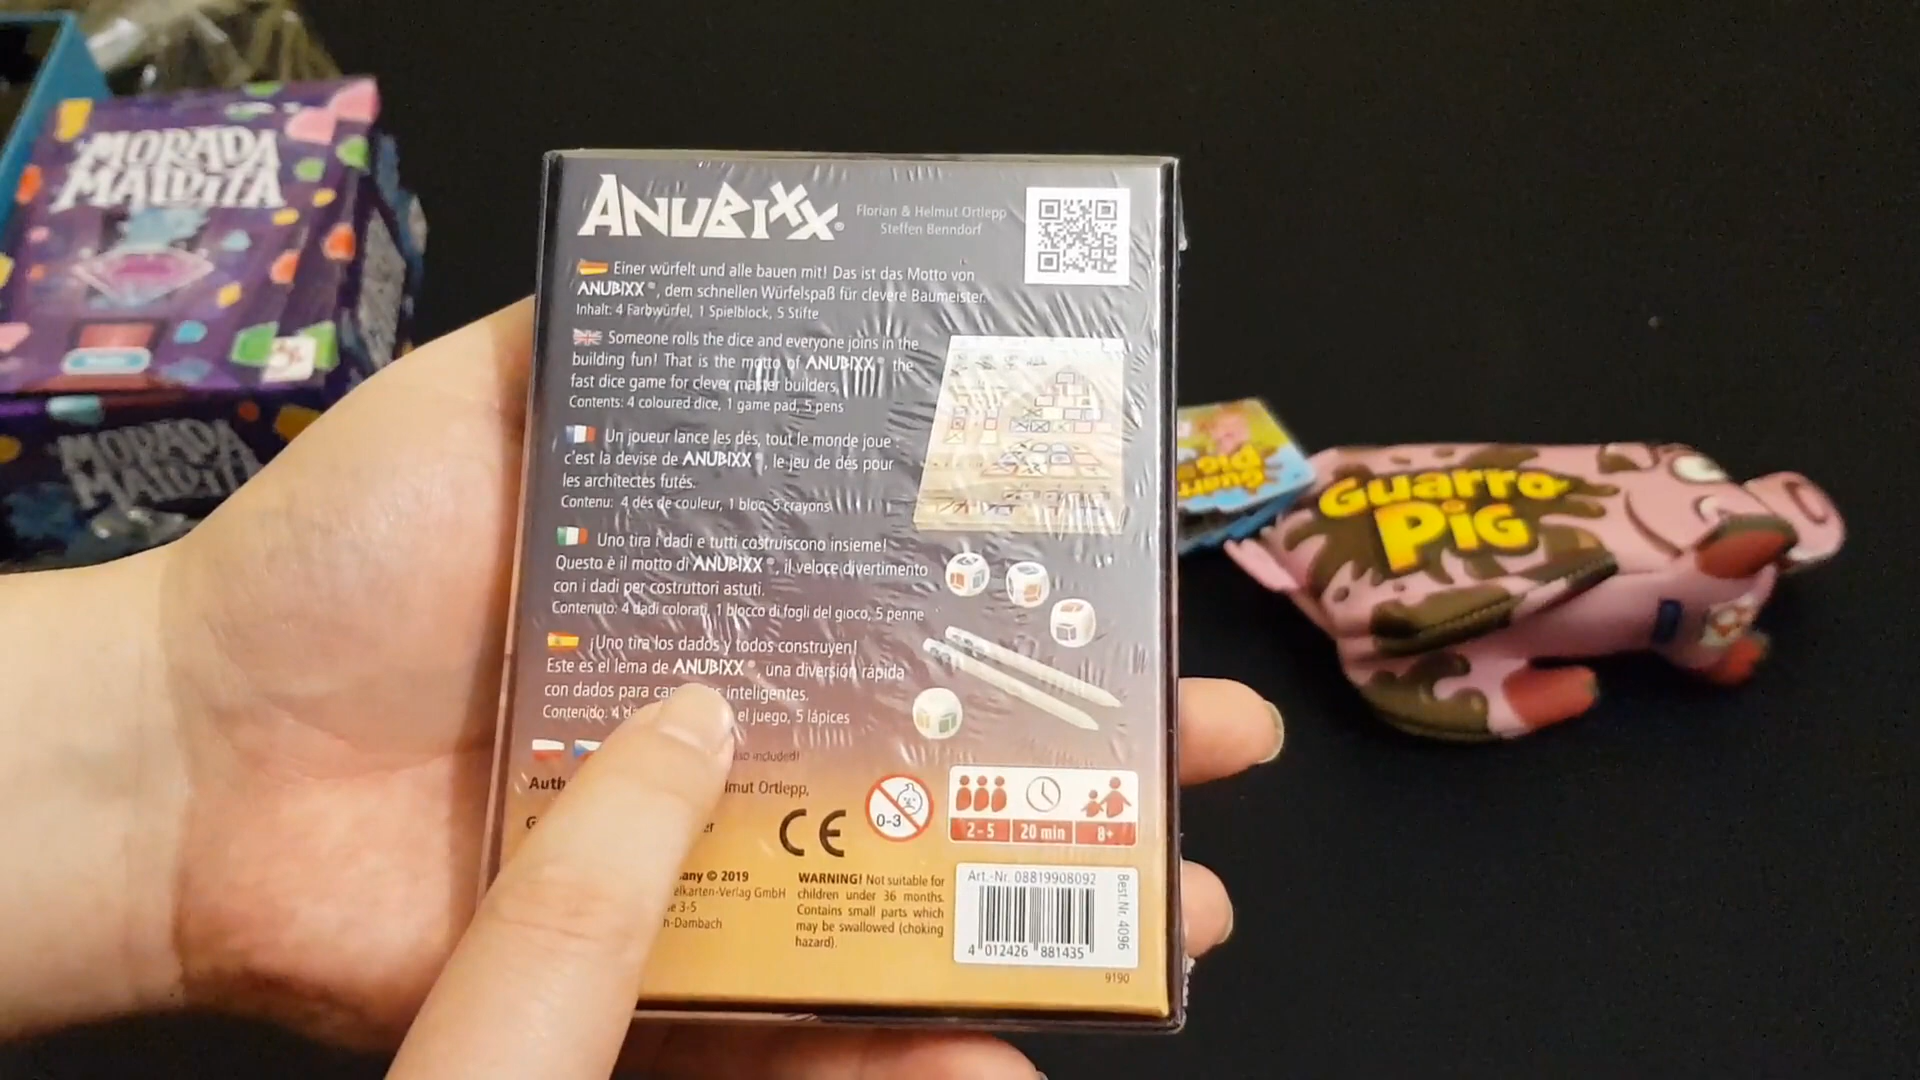 MORADA
MALDITA
MORADA
MALDITA
ANUBIXX®
Florian & Helmut Ortlepp
Steffen Benndorf
Einer würfelt und alle bauen mit! Das ist das Motto von
ANUBIXX®, dem schnellen Würfelspaß für clevere Baumeister.
Inhalt: 4 Farbwürfel, 1 Spielblock, 5 Stifte
Someone rolls the dice and everyone joins in the
building fun! That is the motto of ANUBIXX® the
fast dice game for clever master builders,
Contents: 4 coloured dice, 1 game pad, 5 pens
Un joueur lance les dés, tout le monde joue :
c'est la devise de ANUBIXX®, le jeu de dés pour
les architectes futés.
Contenu: 4 dés de couleur, 1 bloc, 5 crayons
Uno tira i dadi e tutti costruiscono insieme!
Questo è il motto di ANUBIXX®, il veloce divertimento
con i dadi per costruttori astuti.
Contenuto: 4 dadi colorati, 1 blocco di fogli del gioco, 5 penne
¡Uno tira los dados y todos construyen!
Este es el lema de ANUBIXX®, una diversión rápida
con dados para inteligentes.
Contenido: 4 el juego, 5 lápices
included!
Ortlepp,
CE
0-3
2-5
20 min
8+
© 2019
GmbH
3-5
WARNING! Not suitable for
children under 36 months.
Contains small parts which
may be swallowed (choking
hazard).
Art.-Nr. 08819908092
4 012426 881435
Best.Nr. 4096
9190
Guarro
Pig
Guarro
Pig